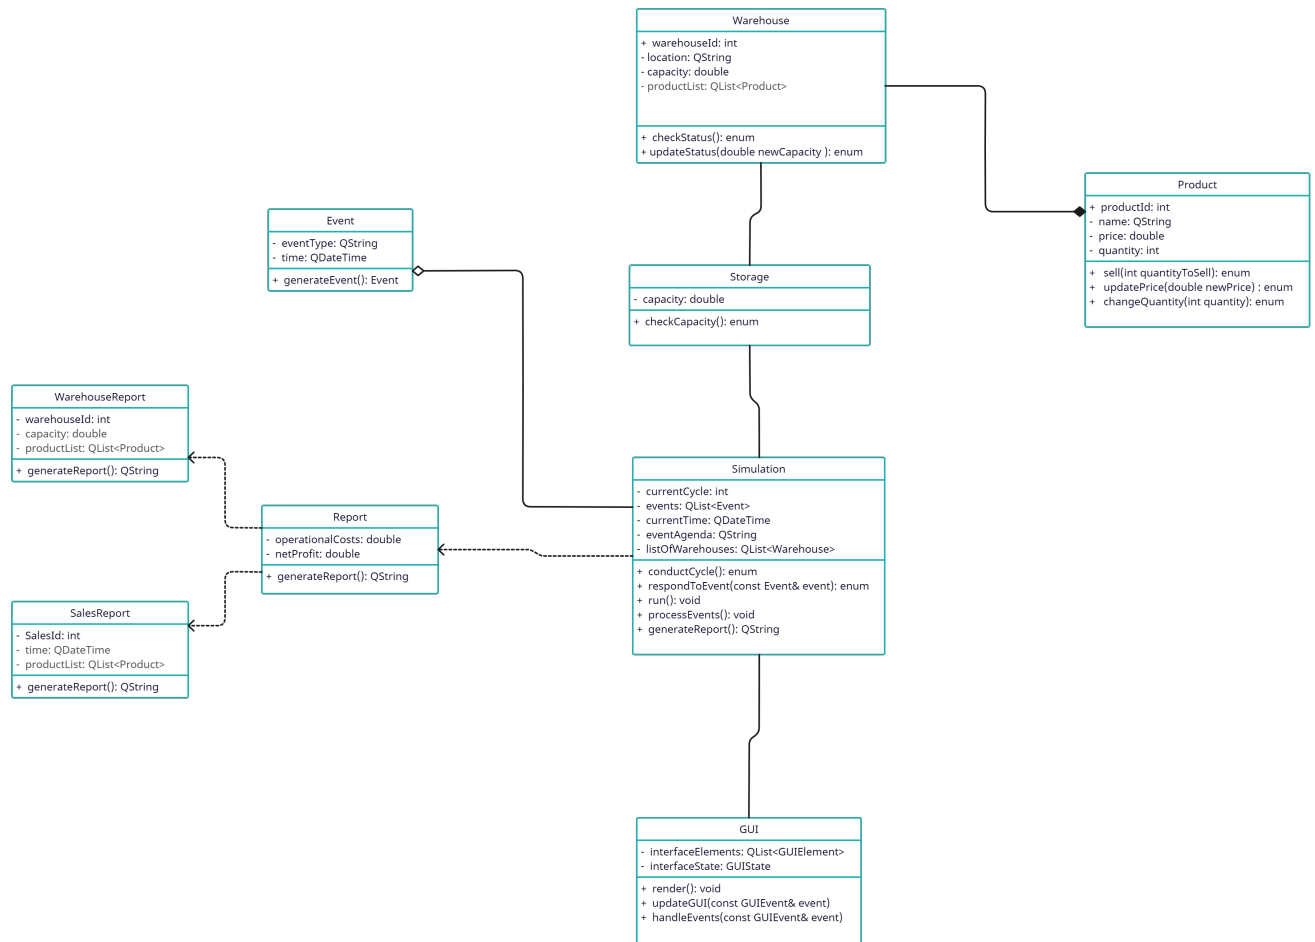 Warehouse
+ warehouseId: int
- location: QString
- capacity: double
- productList: QList<Product>
+ checkStatus(): enum
+ updateStatus(double newCapacity ): enum
Product
+ productId: int
- name: QString
- price: double
- quantity: int
+ sell(int quantityToSell): enum
+ updatePrice(double newPrice) : enum
+ changeQuantity(int quantity): enum
Event
- eventType: QString
- time: QDateTime
+ generateEvent(): Event
Storage
- capacity: double
+ checkCapacity(): enum
WarehouseReport
- warehouseId: int
- capacity: double
- productList: QList<Product>
+ generateReport(): QString
Simulation
- currentCycle: int
- events: QList<Event>
- currentTime: QDateTime
- eventAgenda: QString
- listOfWarehouses: QList<Warehouse>
+ conductCycle(): enum
+ respondToEvent(const Event& event): enum
+ run(): void
+ processEvents(): void
+ generateReport(): QString
Report
- operationalCosts: double
- netProfit: double
+ generateReport(): QString
SalesReport
- SalesId: int
- time: QDateTime
- productList: QList<Product>
+ generateReport(): QString
GUI
- interfaceElements: QList<GUIElement>
- interfaceState: GUIState
+ render(): void
+ updateGUI(const GUIEvent& event)
+ handleEvents(const GUIEvent& event)